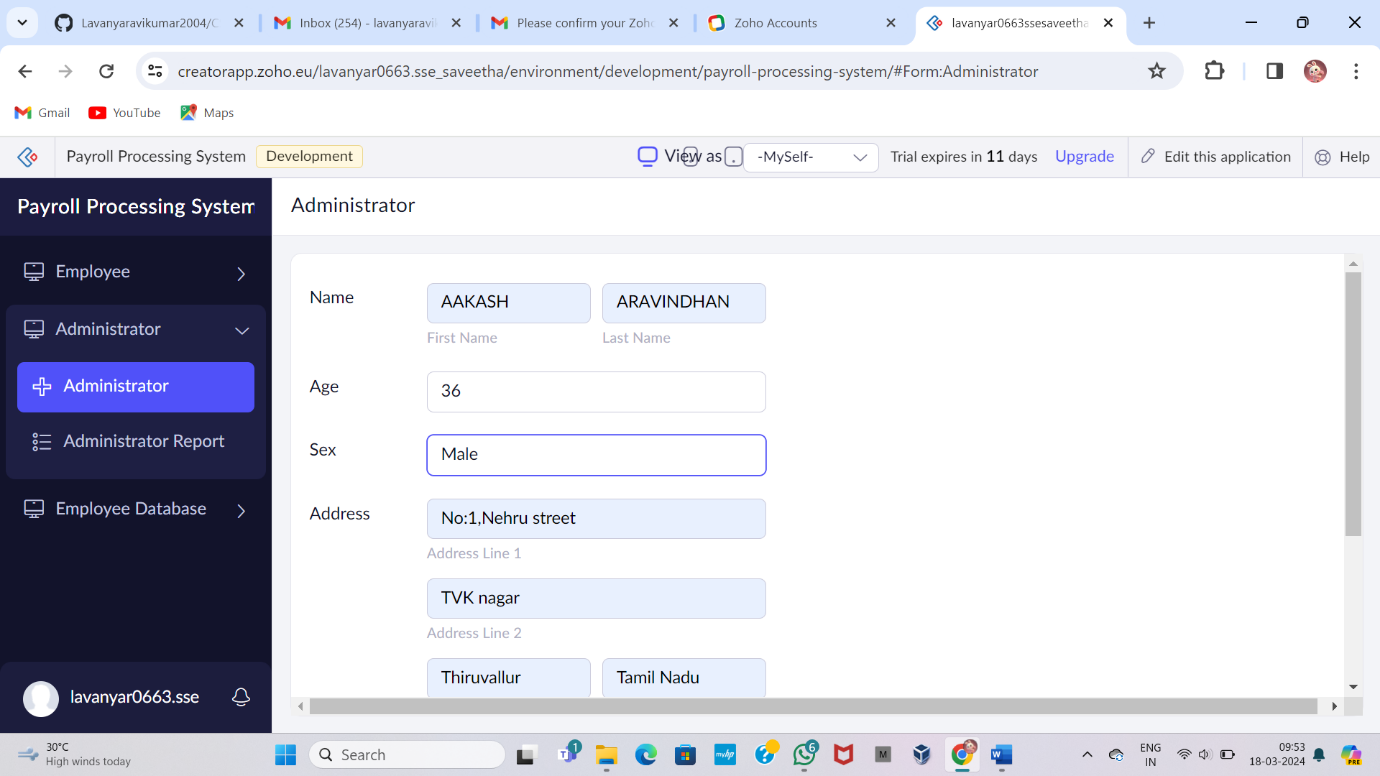 Lavanyaravikumar2004/C
Inbox (254) - lavanyaravi
Please confirm your Zoho
Zoho Accounts
lavanyar0663ssesaveetha
creatorapp.zoho.eu/lavanyar0663.sse_saveetha/environment/development/payroll-processing-system/#Form:Administrator
Gmail YouTube Maps
Payroll Processing System Development View as -MySelf- Trial expires in 11 days Upgrade Edit this application Help
Payroll Processing System
Employee
Administrator
Administrator
Administrator Report
Employee Database
lavanyar0663.sse
Administrator
Name AAKASH ARAVINDHAN
First Name Last Name
Age 36
Sex Male
Address No:1,Nehru street
Address Line 1
TVK nagar
Address Line 2
Thiruvallur Tamil Nadu
30°C
High winds today
Search
1
6
M
PRE
ENG
IN
09:53
18-03-2024